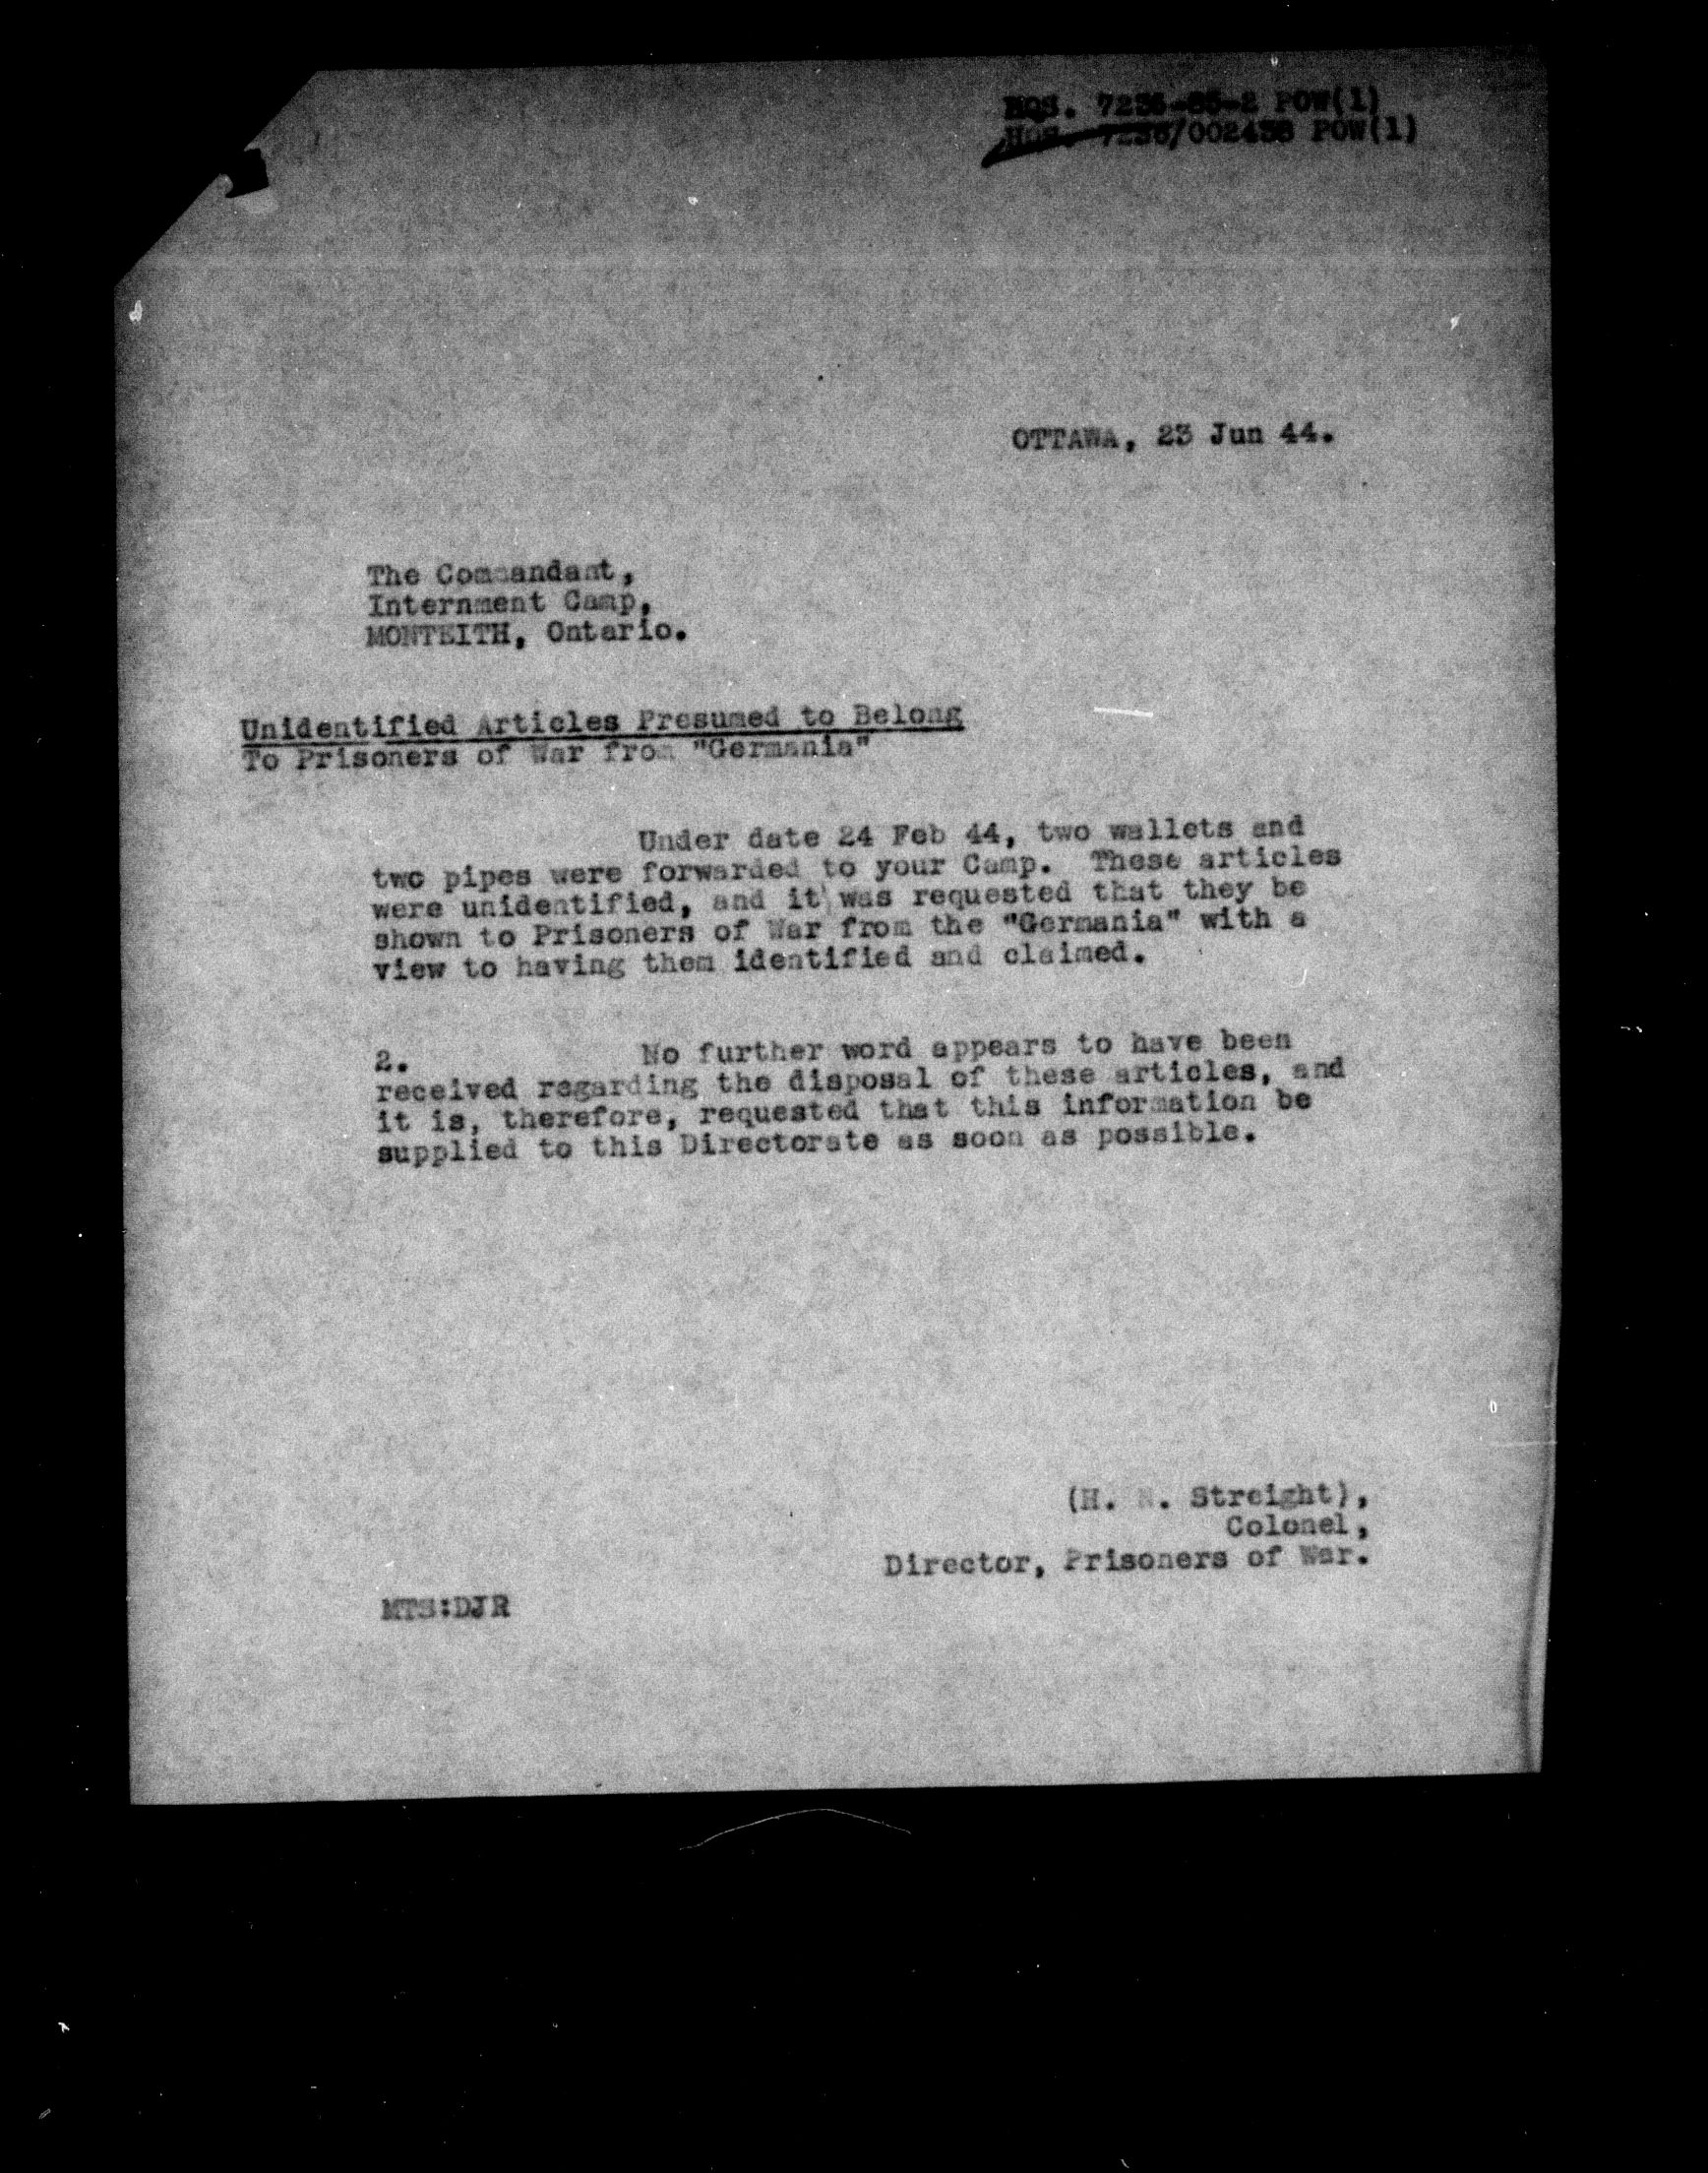 HQS. 7236-85-2 POW(1)
HQS. 7236/002438 POW(1)
OTTAWA, 23 Jun 44.
The Commandant,
Internment Camp,
MONTEITH, Ontario.
Unidentified Articles Presumed to Belong
To Prisoners of War from "Germania"
Under date 24 Feb 44, two wallets and
two pipes were forwarded to your Camp. These articles
were unidentified, and it was requested that they be
shown to Prisoners of War from the "Germania" with a
view to having them identified and claimed.
2. No further word appears to have been
received regarding the disposal of these articles, and
it is, therefore, requested that this information be
supplied to this Directorate as soon as possible.
(H. . Streight),
Colonel,
Director, Prisoners of War.
MTS:DJR